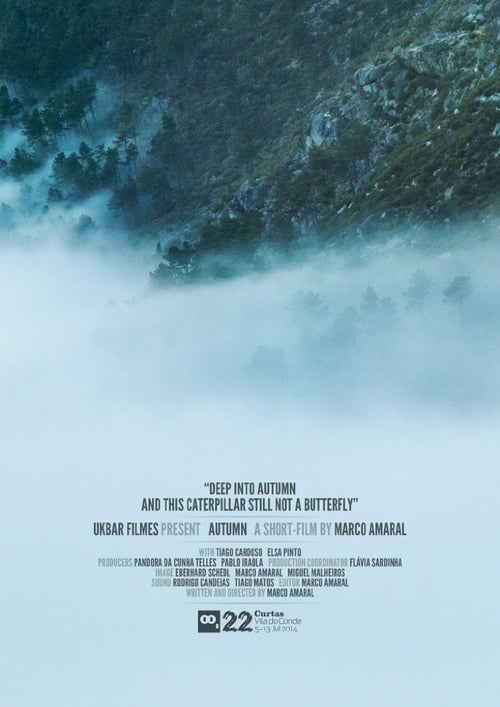 “DEEP INTO AUTUMN
AND THIS CATERPILLAR STILL NOT A BUTTERFLY”
UKBAR FILMES PRESENT AUTUMN A SHORT-FILM BY MARCO AMARAL
WITH TIAGO CARDOSO ELSA PINTO
PRODUCERS PANDORA DA CUNHA TELLES PABLO IRAOLA PRODUCTION COORDINATOR FLÁVIA SARDINHA
IMAGE EBERHARD SCHEDL MARCO AMARAL MIGUEL MALHEIROS
SOUND RODRIGO CANDEIAS TIAGO MATOS EDITOR MARCO AMARAL
WRITTEN AND DIRECTED BY MARCO AMARAL
22 Curtas
Vila do Conde
5-13 Jul 2014